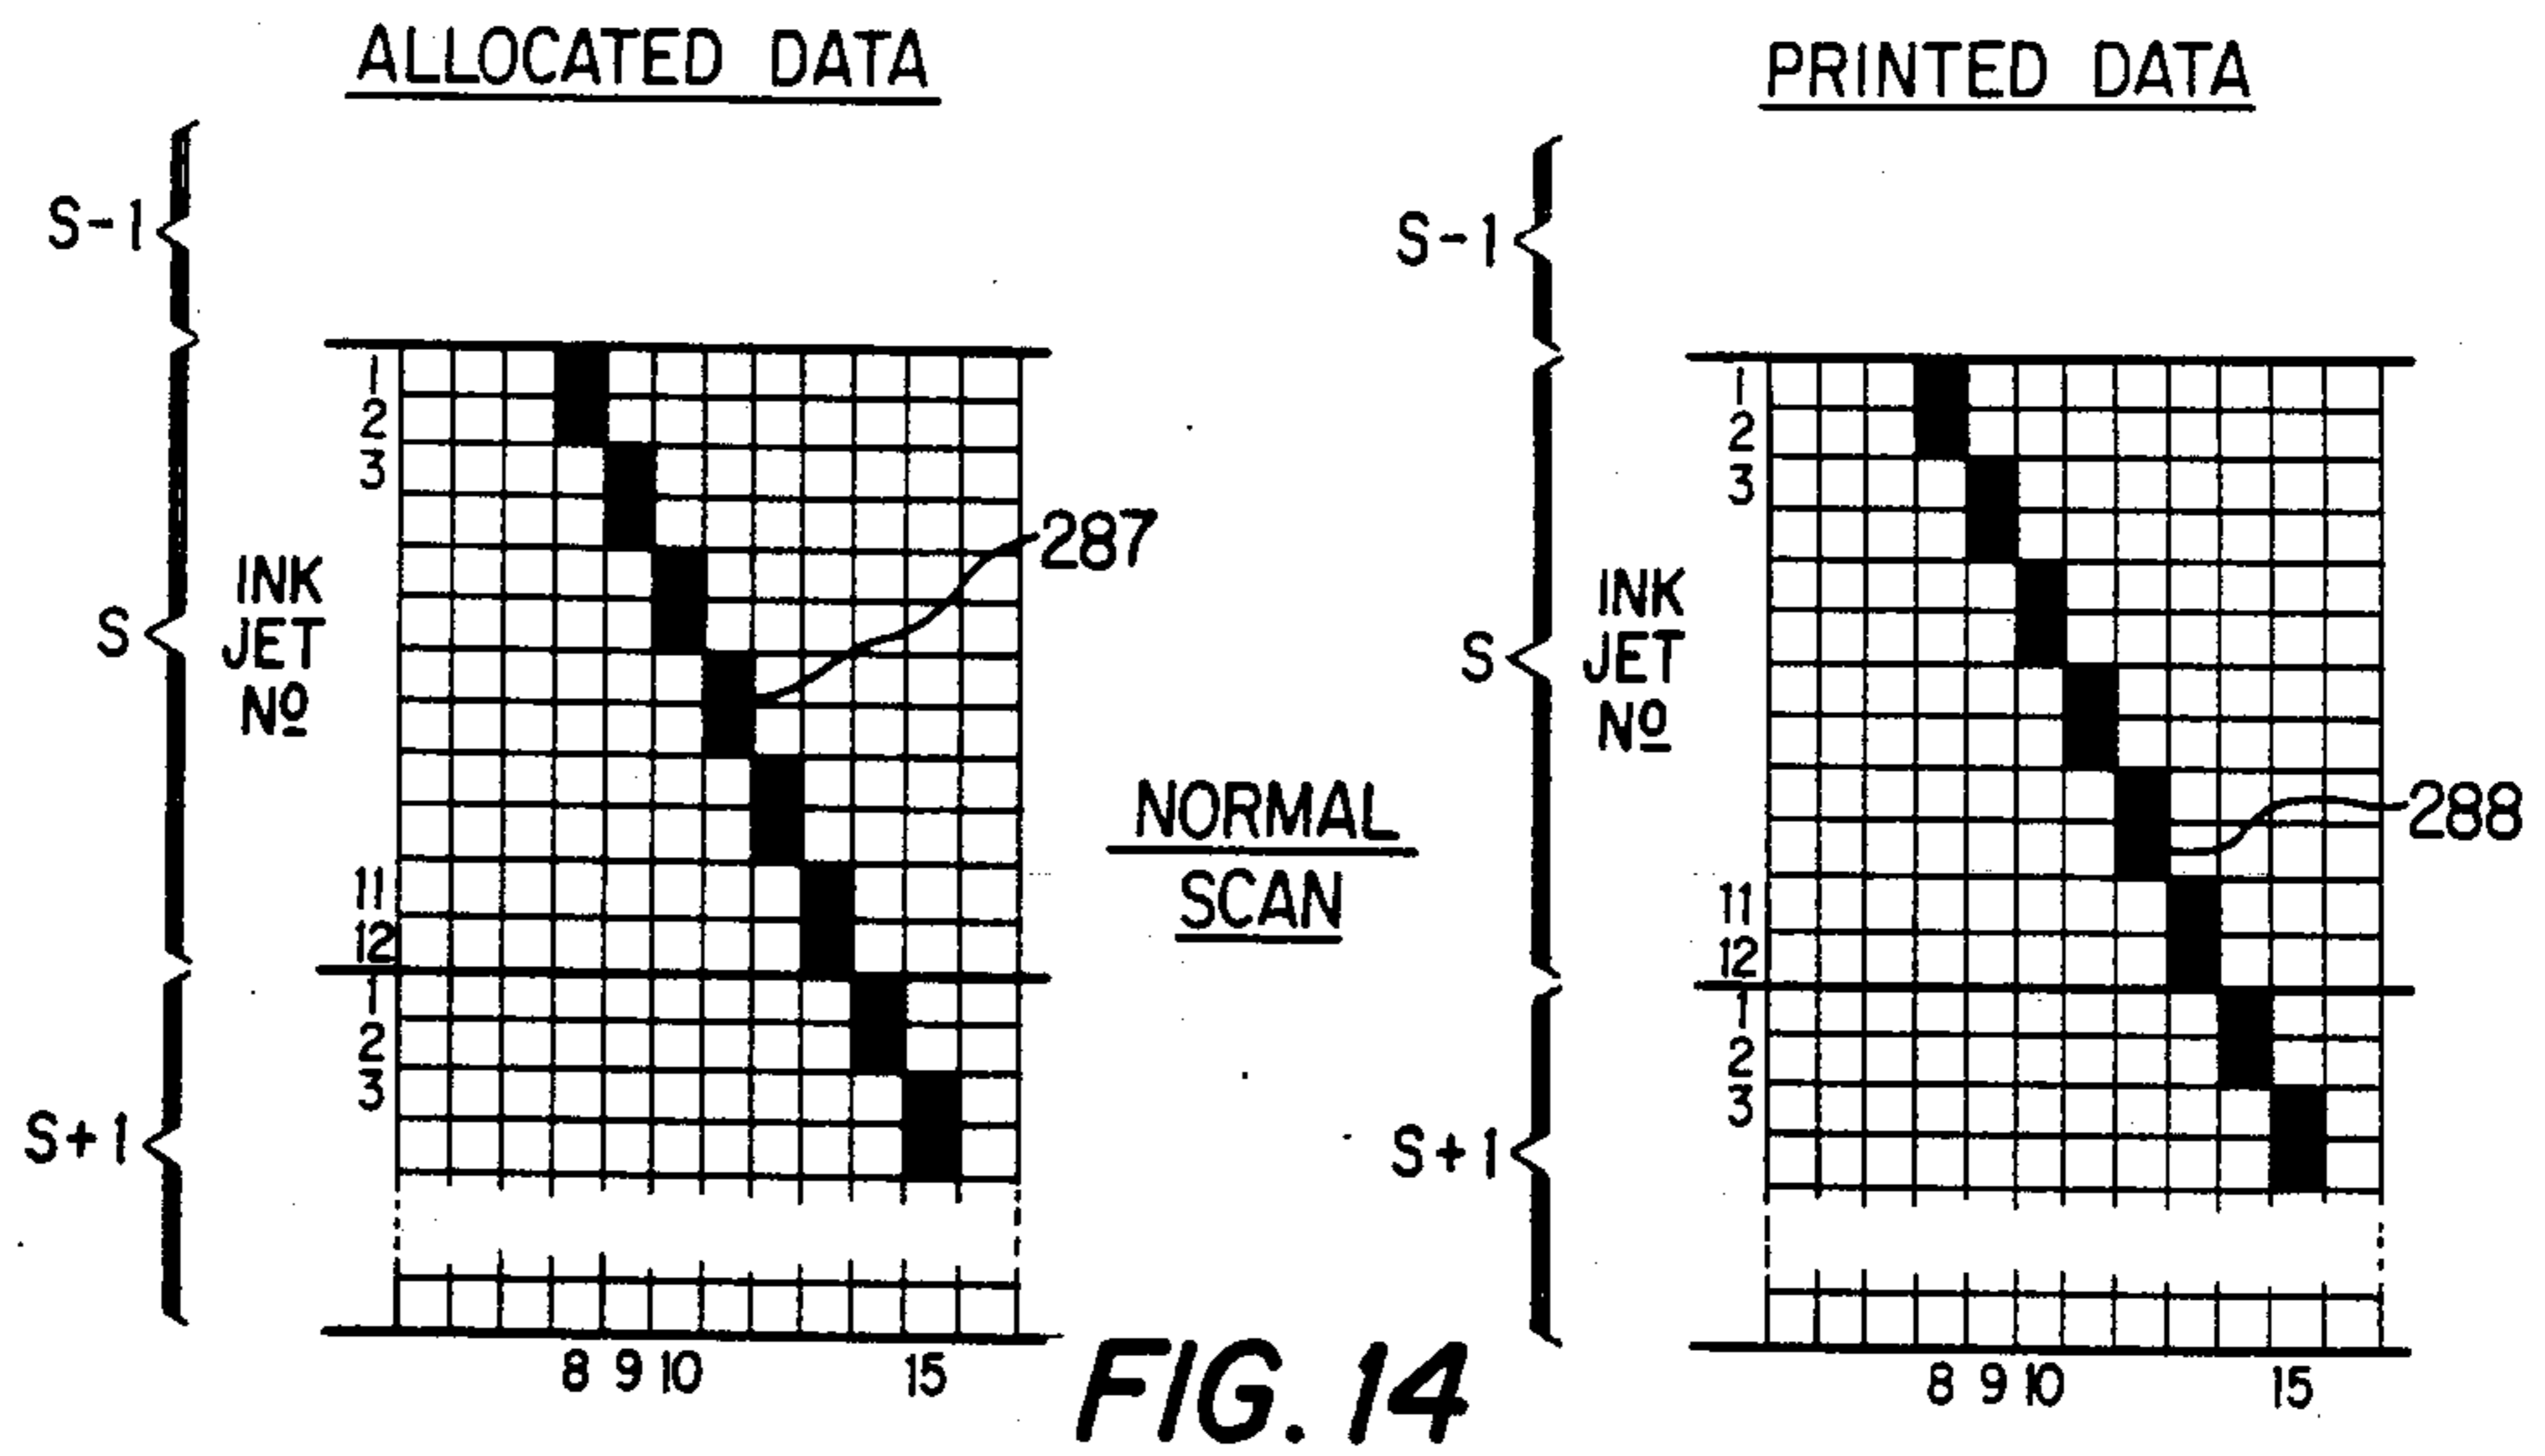 ALLOCATED DATA
S-1
S
S+1
INK
JET
Nº
1
2
3
11
12
1
2
3
287
8 9 10 15
NORMAL
SCAN
PRINTED DATA
S-1
S
S+1
INK
JET
Nº
1
2
3
11
12
1
2
3
288
8 9 10 15
FIG. 14